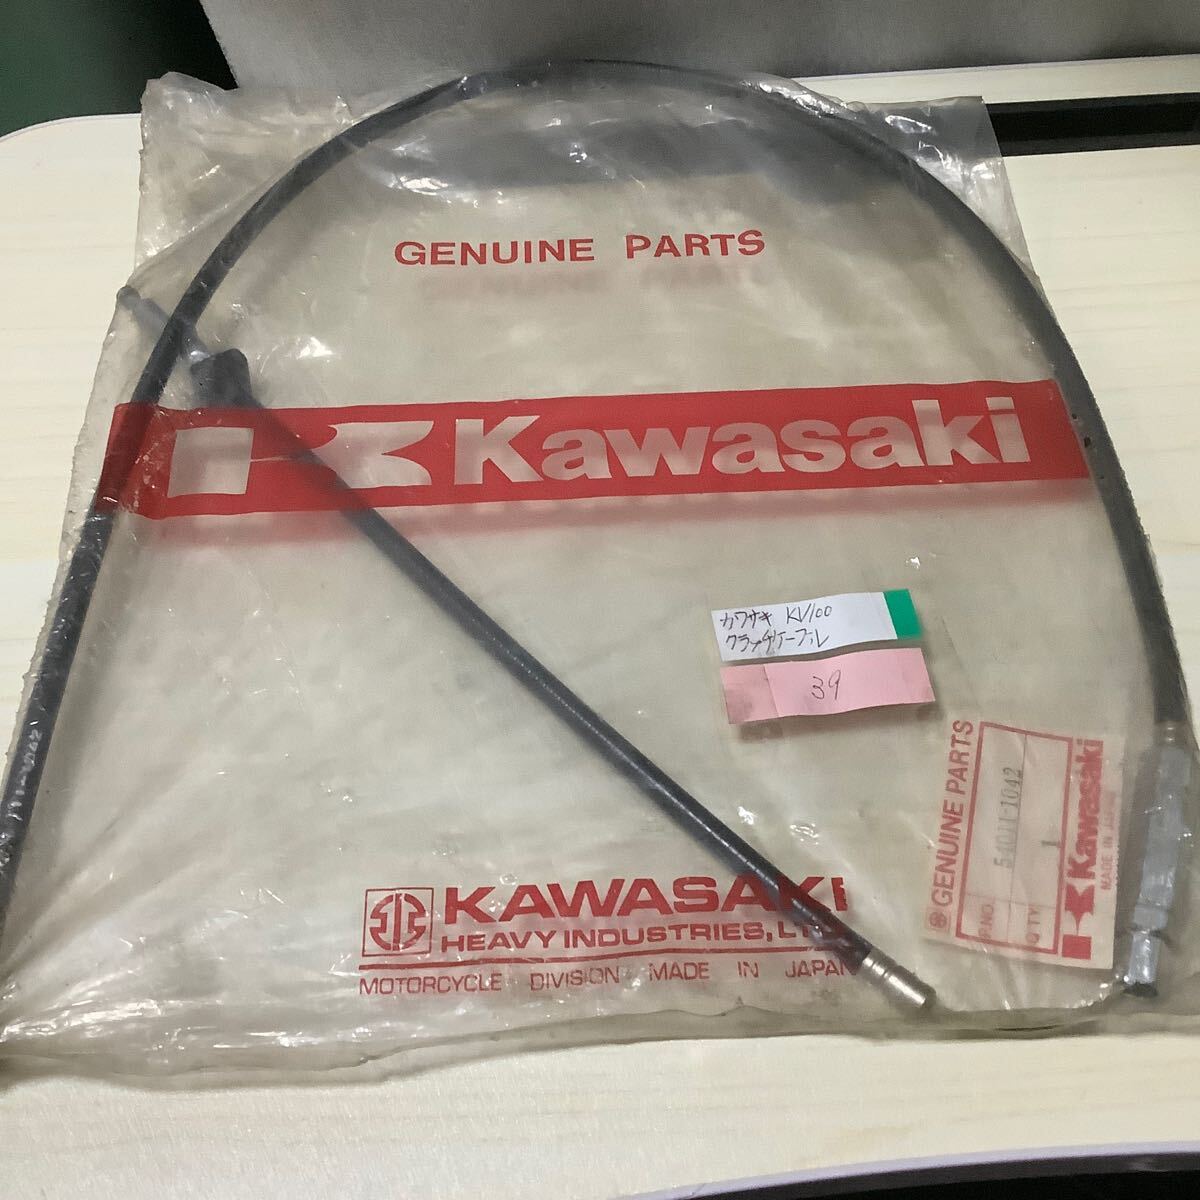 GENUINE PARTS
Kawasaki
カワサキ KV100
クラッチケーブル
39
GENUINE PARTS
P.NO. 54011-1042
Q'TY 1
Kawasaki
MADE IN JAPAN
KAWASAKI
HEAVY INDUSTRIES, LTD.
MOTORCYCLE DIVISION MADE IN JAPAN